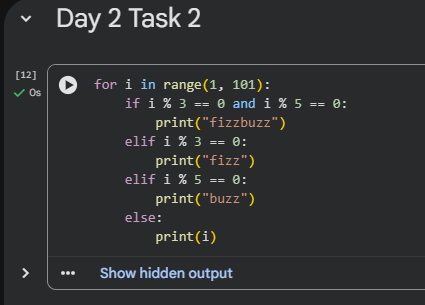 Day 2 Task 2
[12]
0s
for i in range(1, 101):
    if i % 3 == 0 and i % 5 == 0:
        print("fizzbuzz")
    elif i % 3 == 0:
        print("fizz")
    elif i % 5 == 0:
        print("buzz")
    else:
        print(i)
Show hidden output